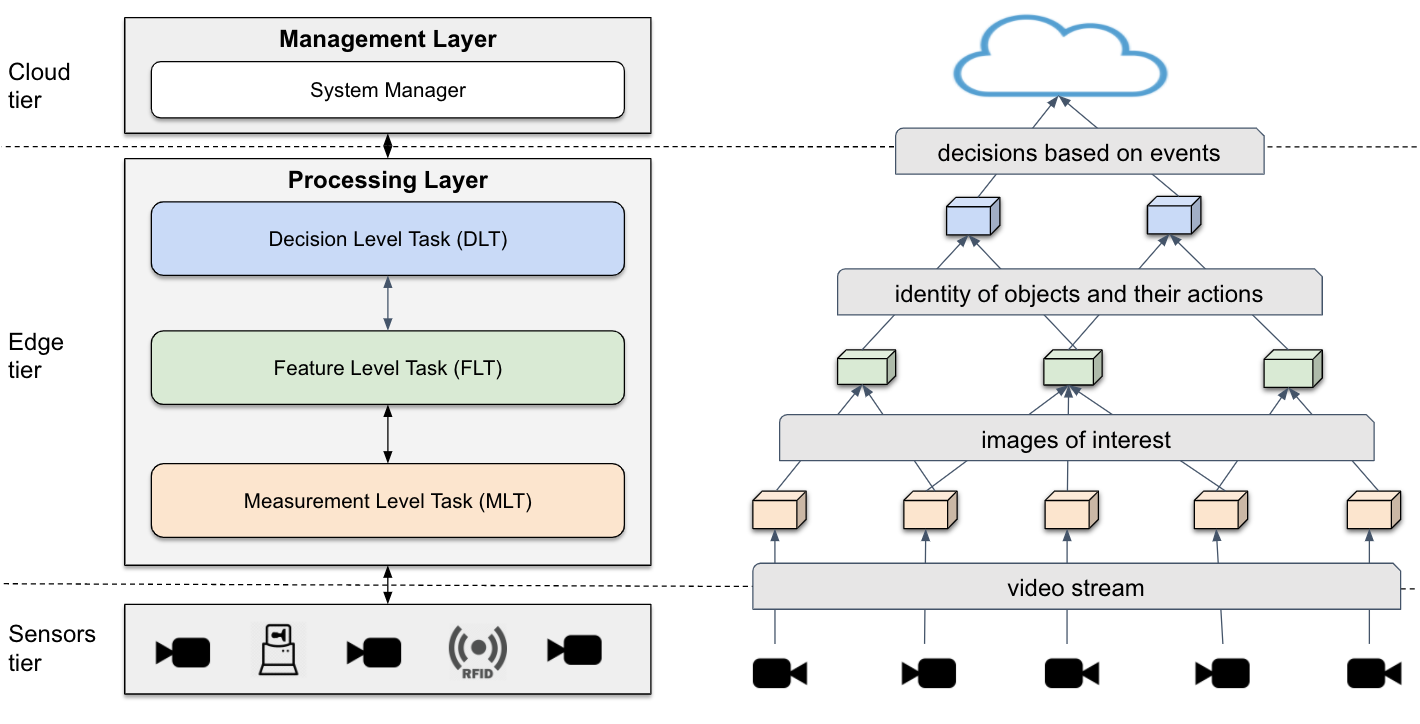 Cloud
tier
Management Layer
System Manager
Edge
tier
Processing Layer
Decision Level Task (DLT)
Feature Level Task (FLT)
Measurement Level Task (MLT)
Sensors
tier
RFID
decisions based on events
identity of objects and their actions
images of interest
video stream